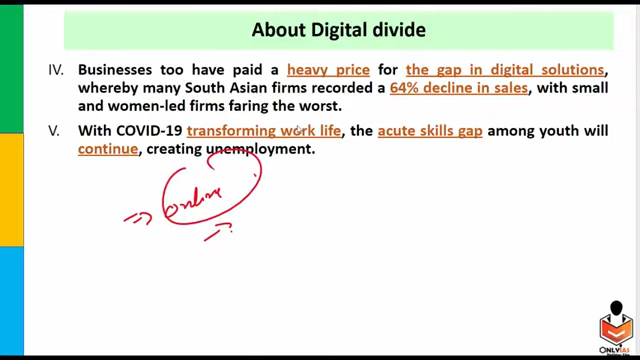 About Digital divide
IV. Businesses too have paid a heavy price for the gap in digital solutions,
whereby many South Asian firms recorded a 64% decline in sales, with small
and women-led firms faring the worst.
V. With COVID-19 transforming work life, the acute skills gap among youth will
continue, creating unemployment.
online
ONLYIAS